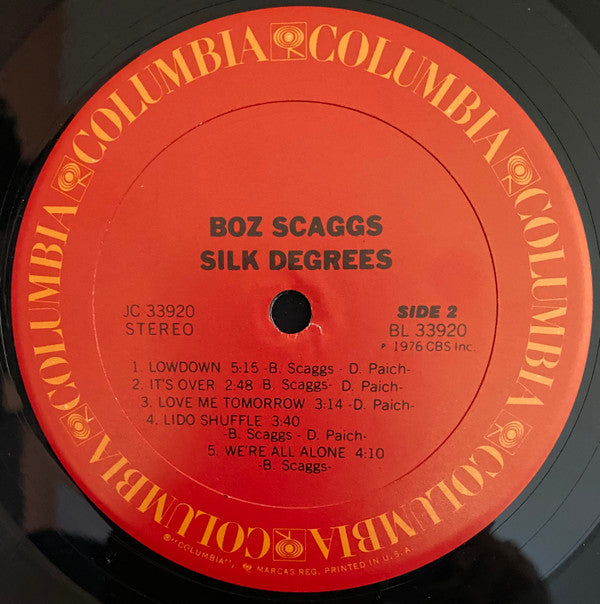 COLUMBIA COLUMBIA COLUMBIA COLUMBIA COLUMBIA COLUMBIA
BOZ SCAGGS
SILK DEGREES
JC 33920 SIDE 2
STEREO BL 33920
℗ 1976 CBS Inc.
1. LOWDOWN 5:15 -B. Scaggs - D. Paich-
2. IT'S OVER 2:48 B. Scaggs - D. Paich-
3. LOVE ME TOMORROW 3:14 -D. Paich-
4. LIDO SHUFFLE 3:40
-B. Scaggs - D. Paich-
5. WE'RE ALL ALONE 4:10
-B. Scaggs-
®"COLUMBIA", MARCAS REG. PRINTED IN U.S.A.